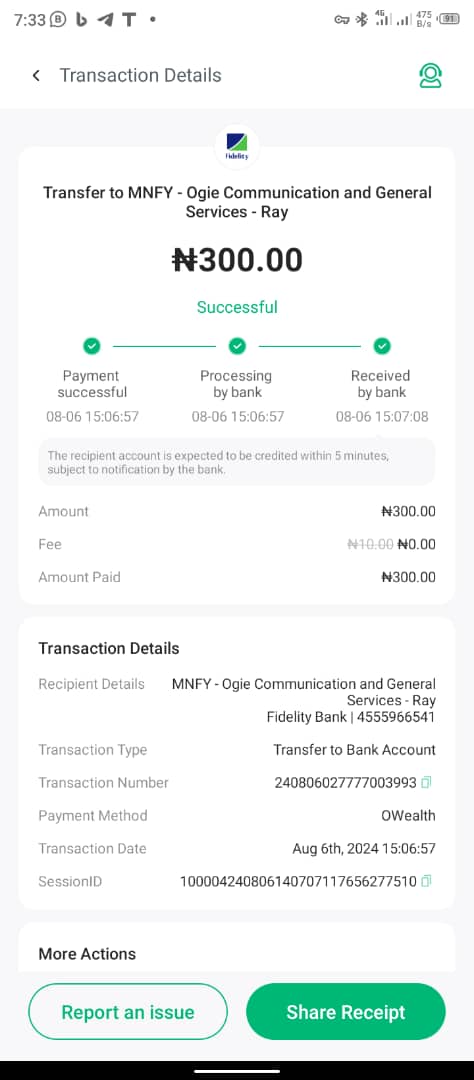 7:33
4G
475
B/s
91
Transaction Details
Fidelity
Transfer to MNFY - Ogie Communication and General
Services - Ray
₦300.00
Successful
Payment
successful
08-06 15:06:57
Processing
by bank
08-06 15:06:57
Received
by bank
08-06 15:07:08
The recipient account is expected to be credited within 5 minutes,
subject to notification by the bank.
Amount ₦300.00
Fee ₦10.00 ₦0.00
Amount Paid ₦300.00
Transaction Details
Recipient Details MNFY - Ogie Communication and General
Services - Ray
Fidelity Bank | 4555966541
Transaction Type Transfer to Bank Account
Transaction Number 240806027777003993
Payment Method OWealth
Transaction Date Aug 6th, 2024 15:06:57
SessionID 100004240806140707117656277510
More Actions
Report an issue
Share Receipt